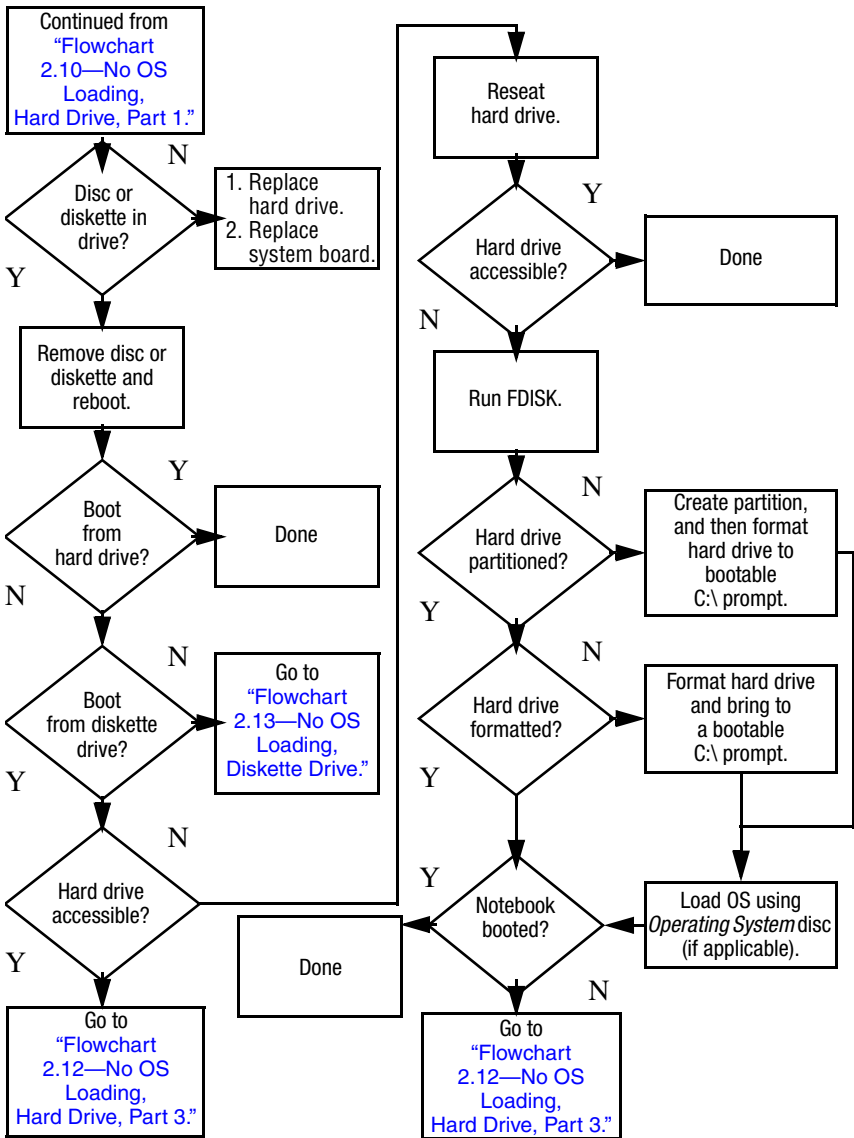 Continued from
“Flowchart
2.10—No OS
Loading,
Hard Drive, Part 1.”
N
Disc or
diskette in
drive?
1. Replace
hard drive.
2. Replace
system board.
Y
Remove disc or
diskette and
reboot.
Y
Boot
from
hard drive?
Done
N
N
Boot
from diskette
drive?
Go to
“Flowchart
2.13—No OS
Loading,
Diskette Drive.”
Y
N
Hard drive
accessible?
Y
Go to
“Flowchart
2.12—No OS
Loading,
Hard Drive, Part 3.”
Reseat
hard drive.
Y
Hard drive
accessible?
Done
N
Run FDISK.
N
Hard drive
partitioned?
Create partition,
and then format
hard drive to
bootable
C:\ prompt.
Y
N
Hard drive
formatted?
Format hard drive
and bring to
a bootable
C:\ prompt.
Y
Load OS using
Operating System disc
(if applicable).
Y
Notebook
booted?
Done
N
Go to
“Flowchart
2.12—No OS
Loading,
Hard Drive, Part 3.”